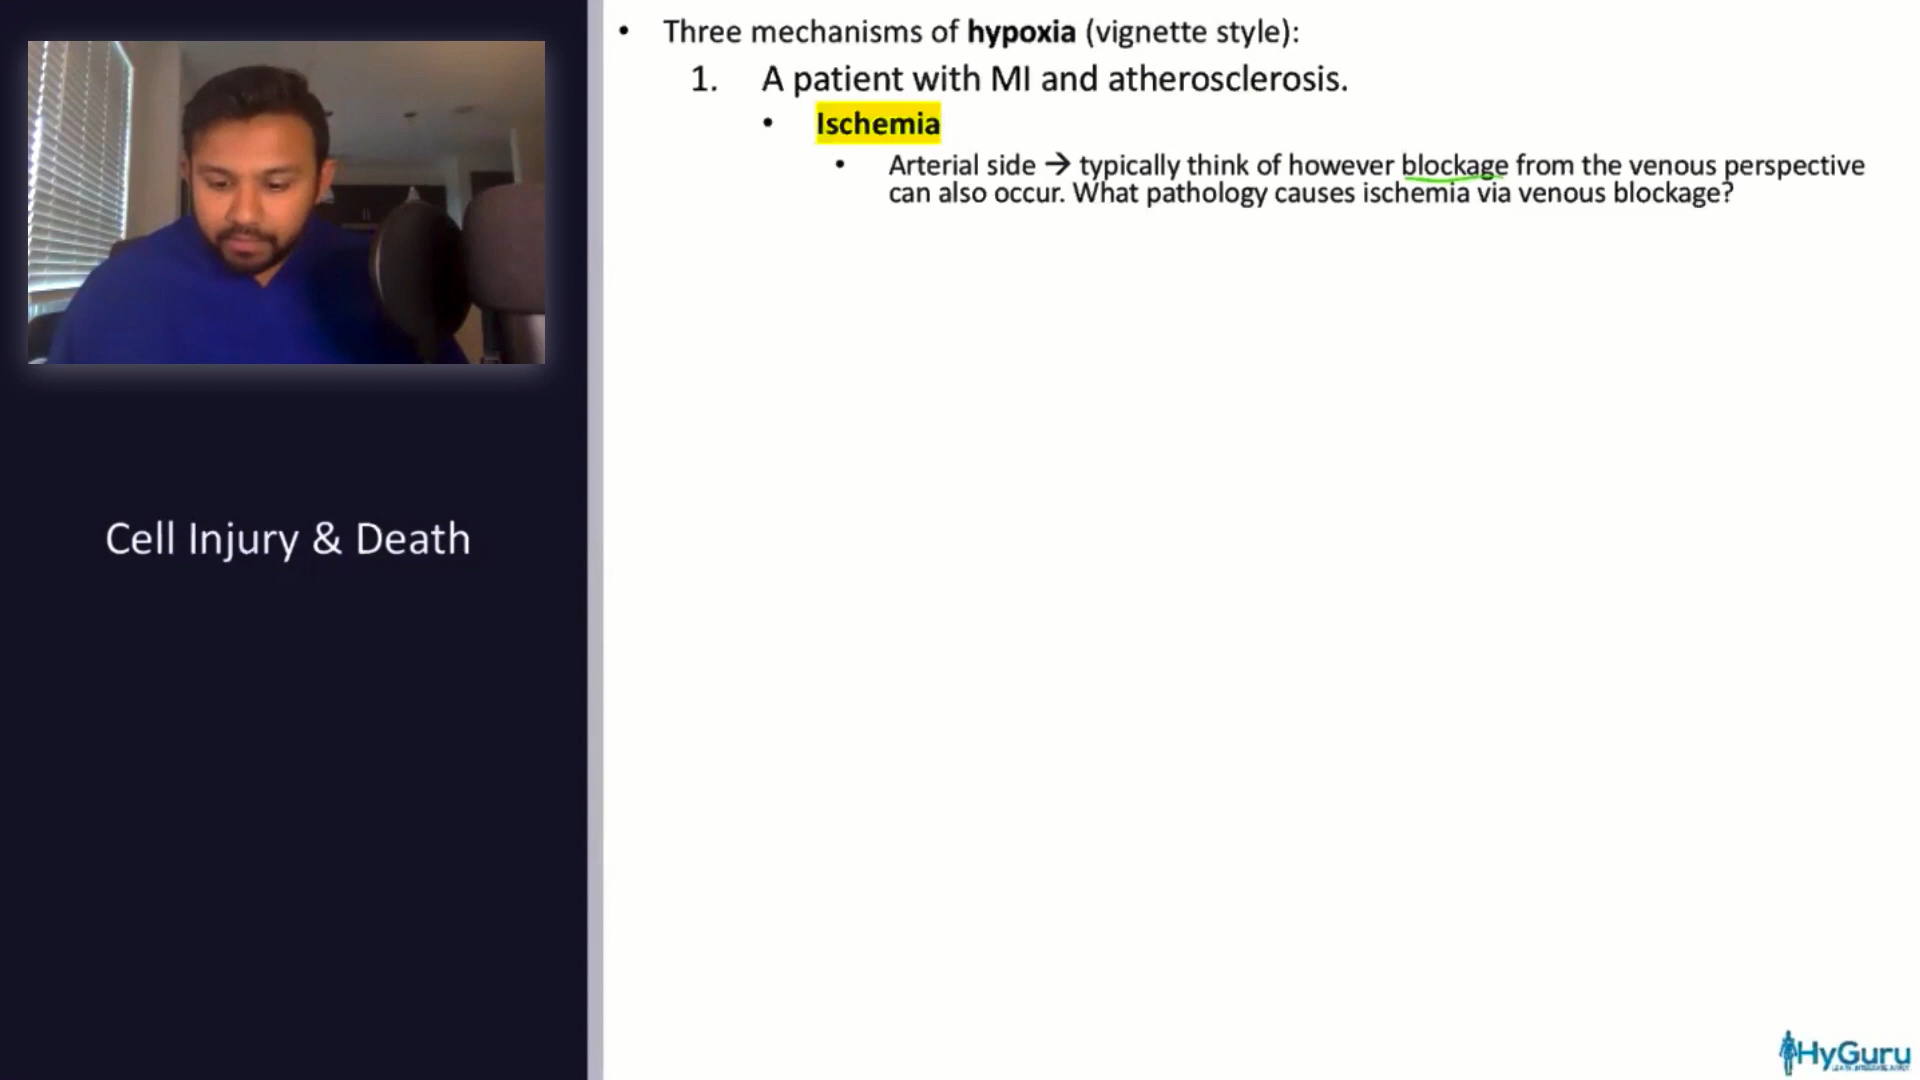 Three mechanisms of hypoxia (vignette style):
1. A patient with MI and atherosclerosis.
Ischemia
Arterial side → typically think of however blockage from the venous perspective
can also occur. What pathology causes ischemia via venous blockage?
Cell Injury & Death
HyGuru